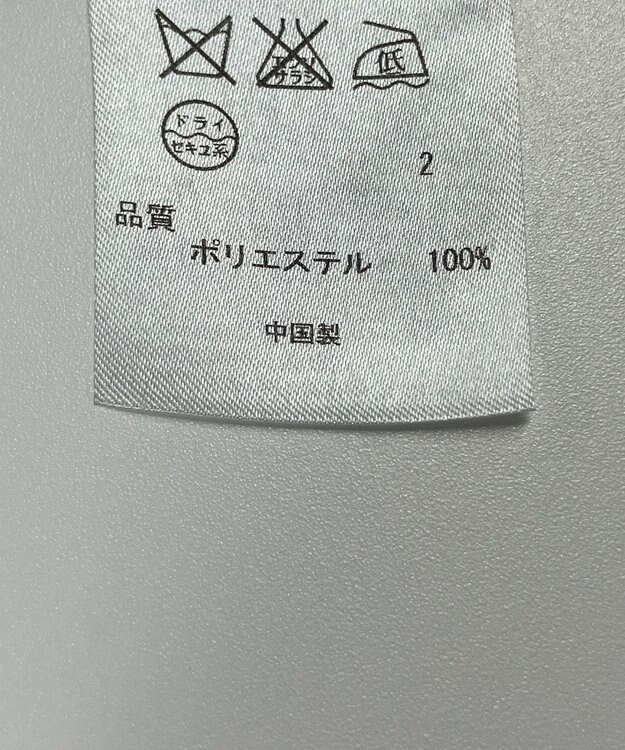 エンソ
サラシ
低
ドライ
セキユ系
2
品質
ポリエステル 100%
中国製